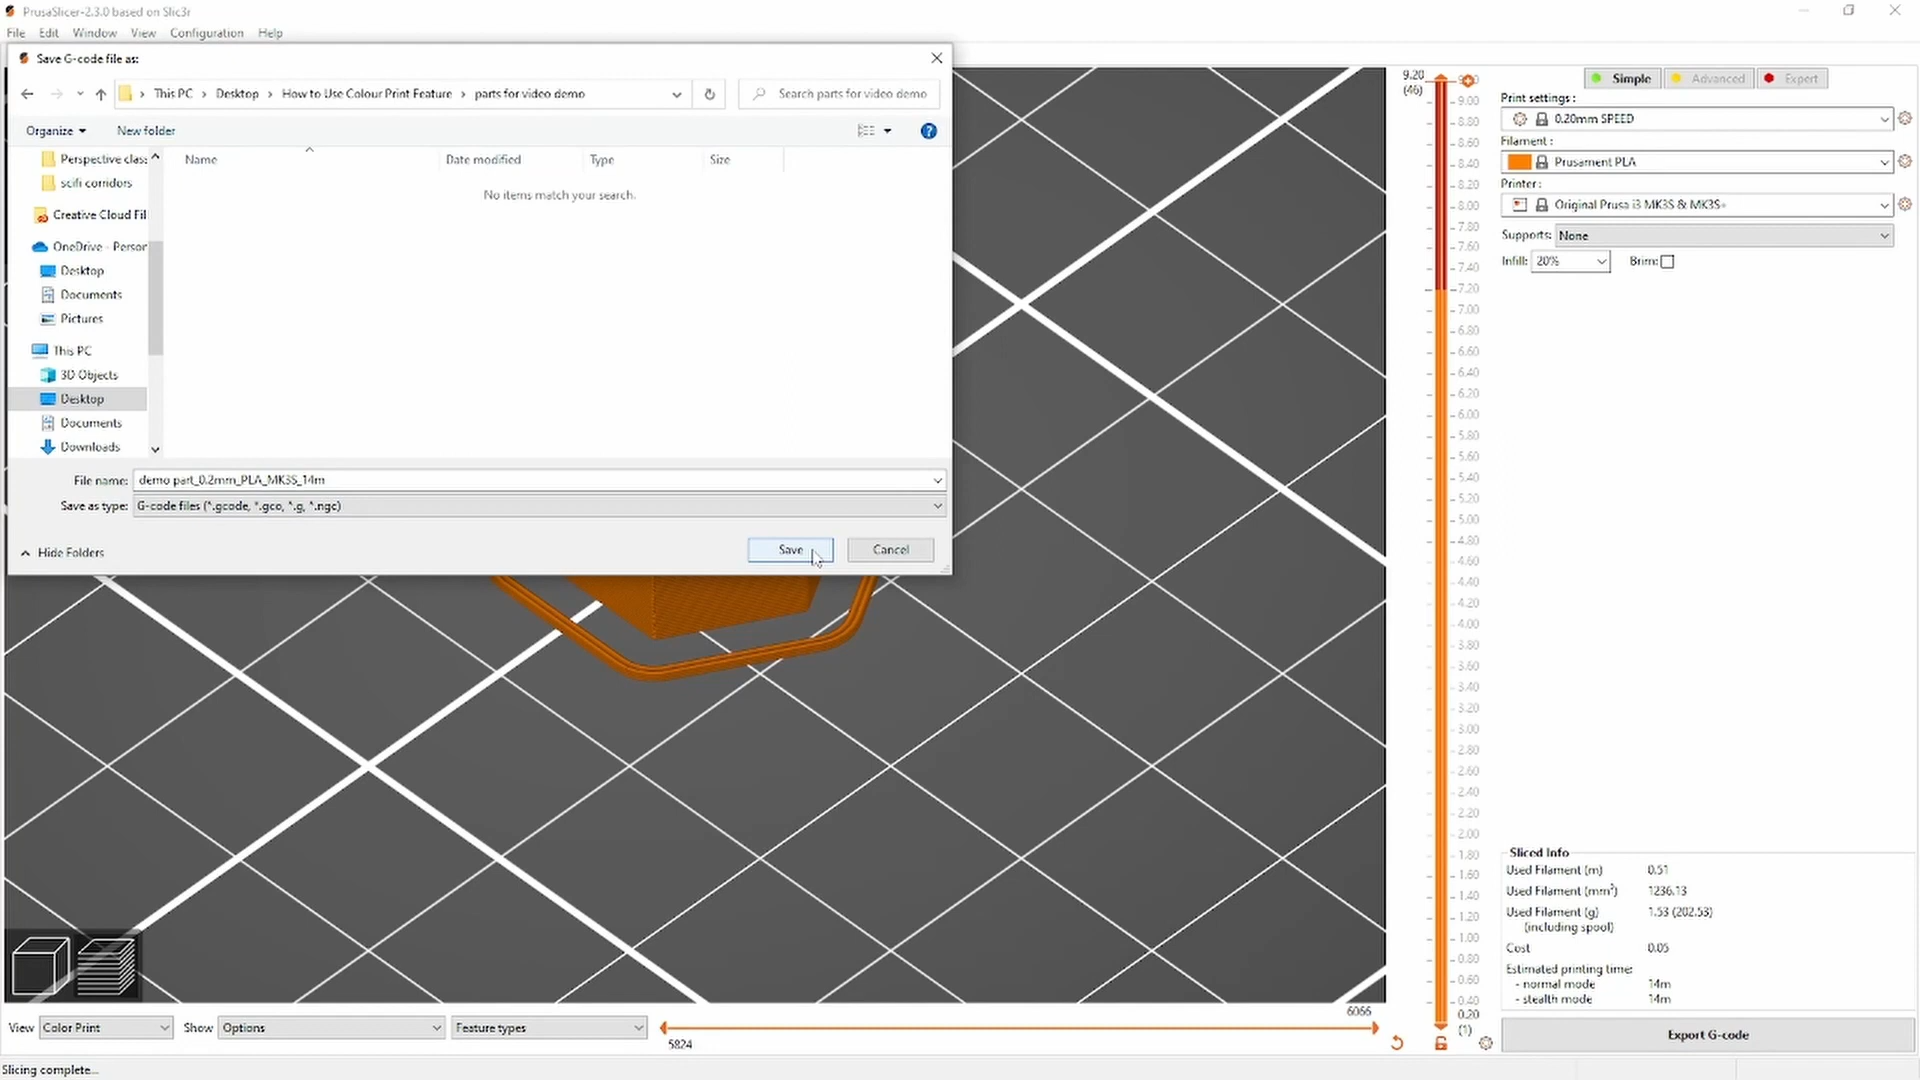 PrusaSlicer-2.3.0 based on Slic3r
File Edit Window View Configuration Help
Save G-code file as:
This PC > Desktop > How to Use Colour Print Feature > parts for video demo
Search parts for video demo
Organize
New folder
Name
Date modified
Type
Size
No items match your search.
Perspective class
scifi corridors
Creative Cloud Fil
OneDrive - Person
Desktop
Documents
Pictures
This PC
3D Objects
Desktop
Documents
Downloads
File name: demo part_0.2mm_PLA_MK3S_14m
Save as type: G-code files (*.gcode, *.gco, *.g, *.ngc)
Hide Folders
Save
Cancel
9.20
(46)
9.00
8.80
8.60
8.40
8.20
8.00
7.80
7.60
7.40
7.20
7.00
6.80
6.60
6.40
6.20
6.00
5.80
5.60
5.40
5.20
5.00
4.80
4.60
4.40
4.20
4.00
3.80
3.60
3.40
3.20
3.00
2.80
2.60
2.40
2.20
2.00
1.80
1.60
1.40
1.20
1.00
0.80
0.60
0.40
0.20
(1)
Simple
Advanced
Expert
Print settings :
0.20mm SPEED
Filament :
Prusament PLA
Printer :
Original Prusa i3 MK3S & MK3S+
Supports: None
Infill: 20%
Brim:
Sliced Info
Used Filament (m) 0.51
Used Filament (mm³) 1236.13
Used Filament (g) 1.53 (202.53)
(including spool)
Cost 0.05
Estimated printing time:
- normal mode 14m
- stealth mode 14m
Export G-code
View Color Print
Show Options
Feature types
6066
5824
Slicing complete...